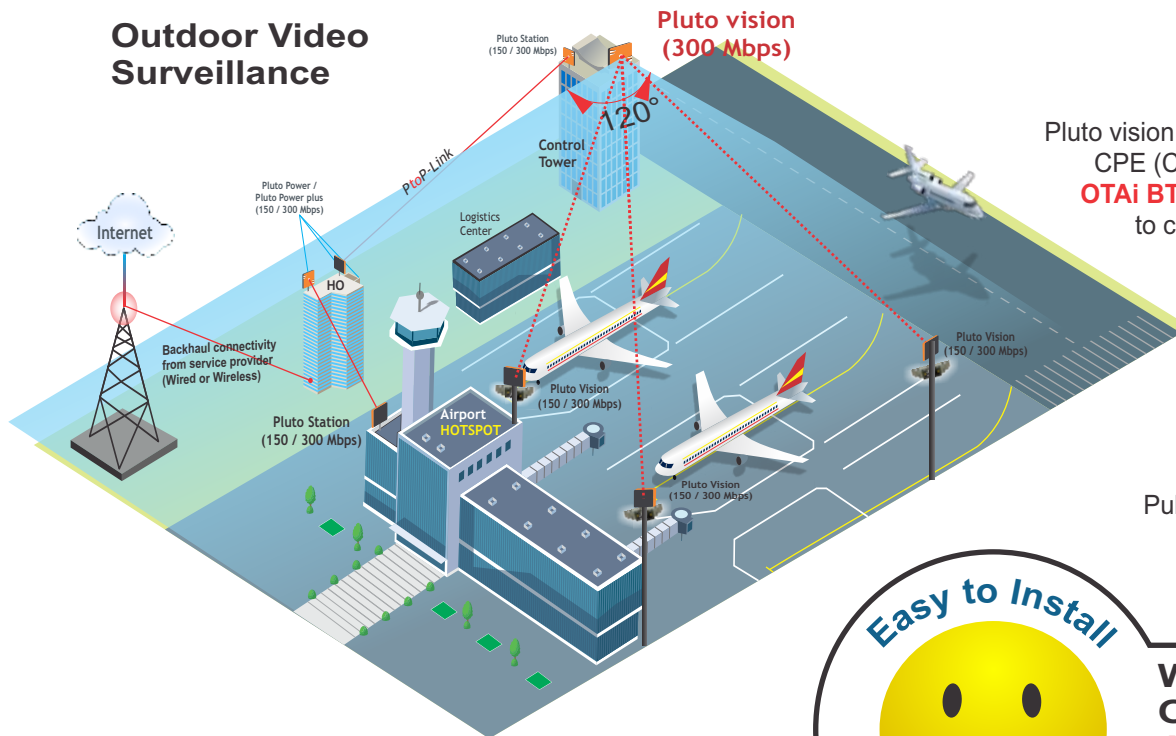 Outdoor Video
Surveillance
Pluto Station
(150 / 300 Mbps)
Pluto vision
(300 Mbps)
120°
Control
Tower
PtoP-Link
Pluto Power /
Pluto Power plus
(150 / 300 Mbps)
Logistics
Center
Internet
HO
Backhaul connectivity
from service provider
(Wired or Wireless)
Pluto Station
(150 / 300 Mbps)
Airport
HOTSPOT
Pluto Vision
(150 / 300 Mbps)
Pluto Vision
(150 / 300 Mbps)
Pluto Vision
(150 / 300 Mbps)
Pluto vision
CPE (C
OTAi BT
to c
Easy to Install